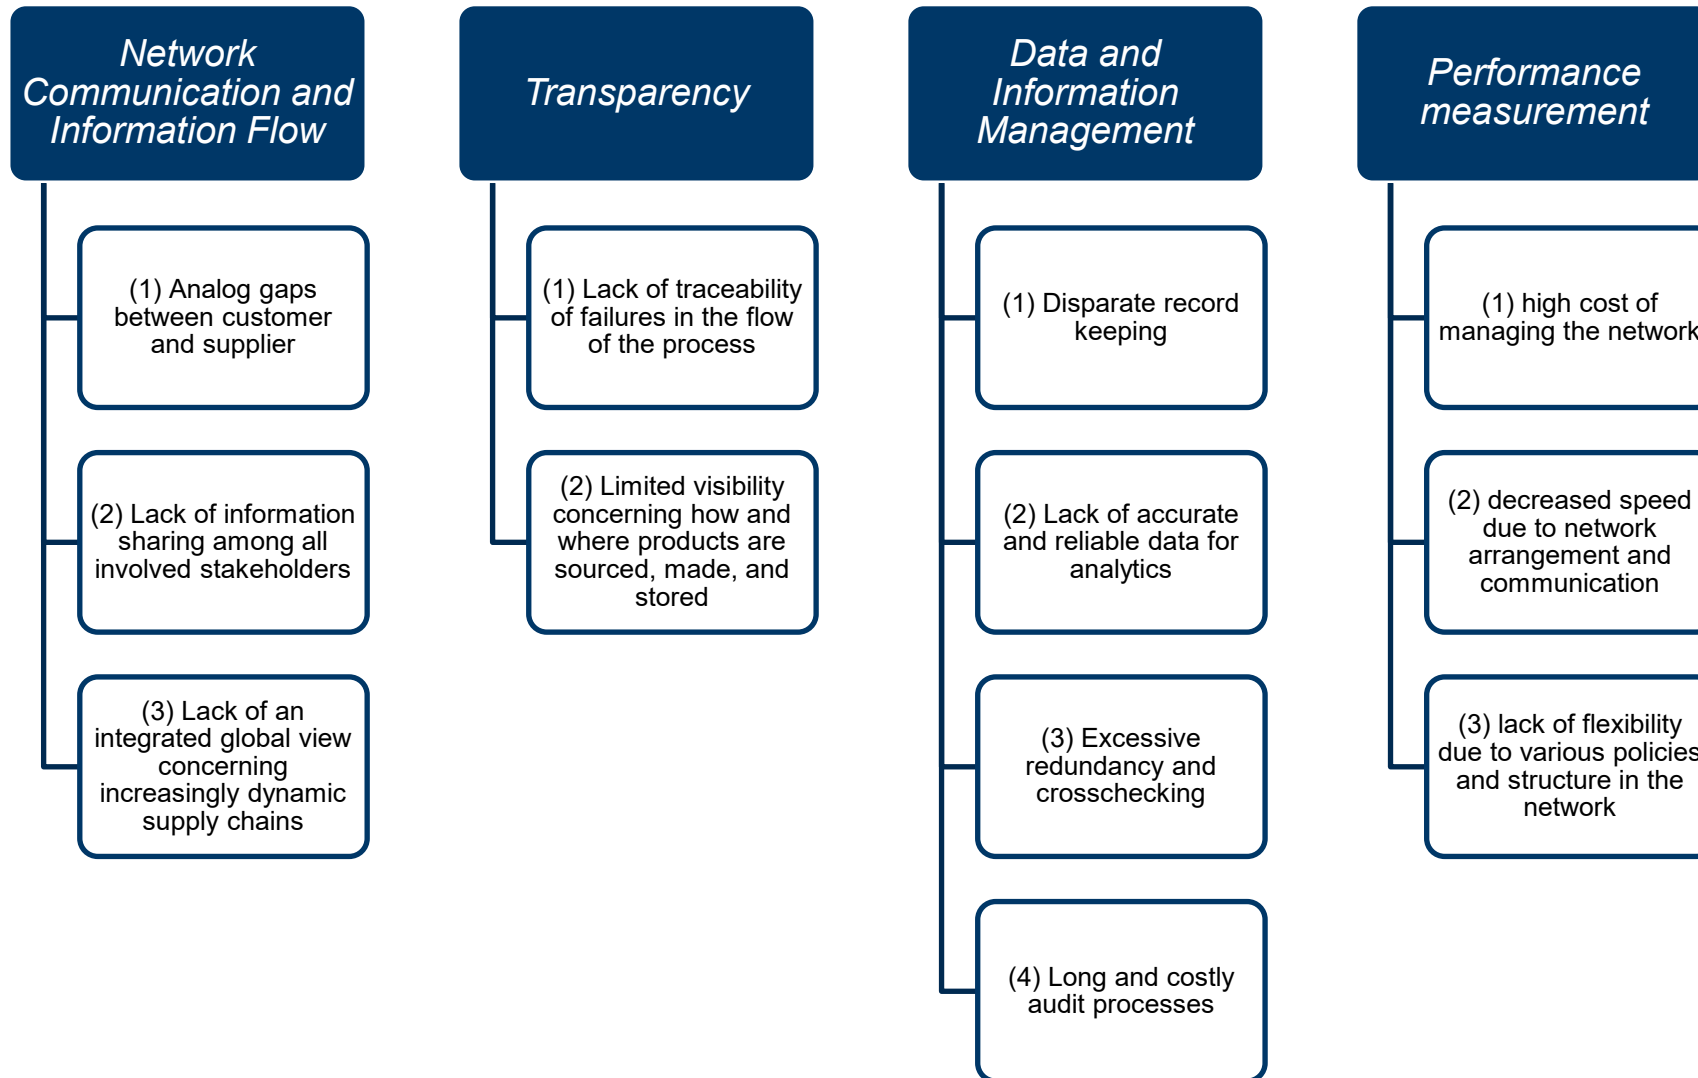 Network
Communication and
Information Flow
(1) Analog gaps
between customer
and supplier
(2) Lack of information
sharing among all
involved stakeholders
(3) Lack of an
integrated global view
concerning
increasingly dynamic
supply chains
Transparency
(1) Lack of traceability
of failures in the flow
of the process
(2) Limited visibility
concerning how and
where products are
sourced, made, and
stored
Data and
Information
Management
(1) Disparate record
keeping
(2) Lack of accurate
and reliable data for
analytics
(3) Excessive
redundancy and
crosschecking
(4) Long and costly
audit processes
Performance
measurement
(1) high cost of
managing the network
(2) decreased speed
due to network
arrangement and
communication
(3) lack of flexibility
due to various policies
and structure in the
network